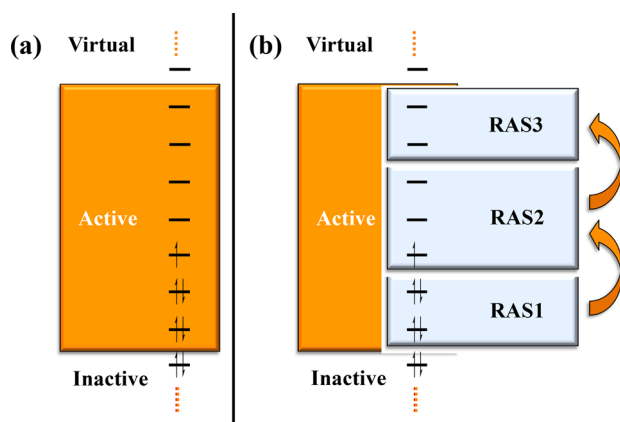 (a)
Virtual
Active
Inactive
(b)
Virtual
RAS3
Active
RAS2
RAS1
Inactive